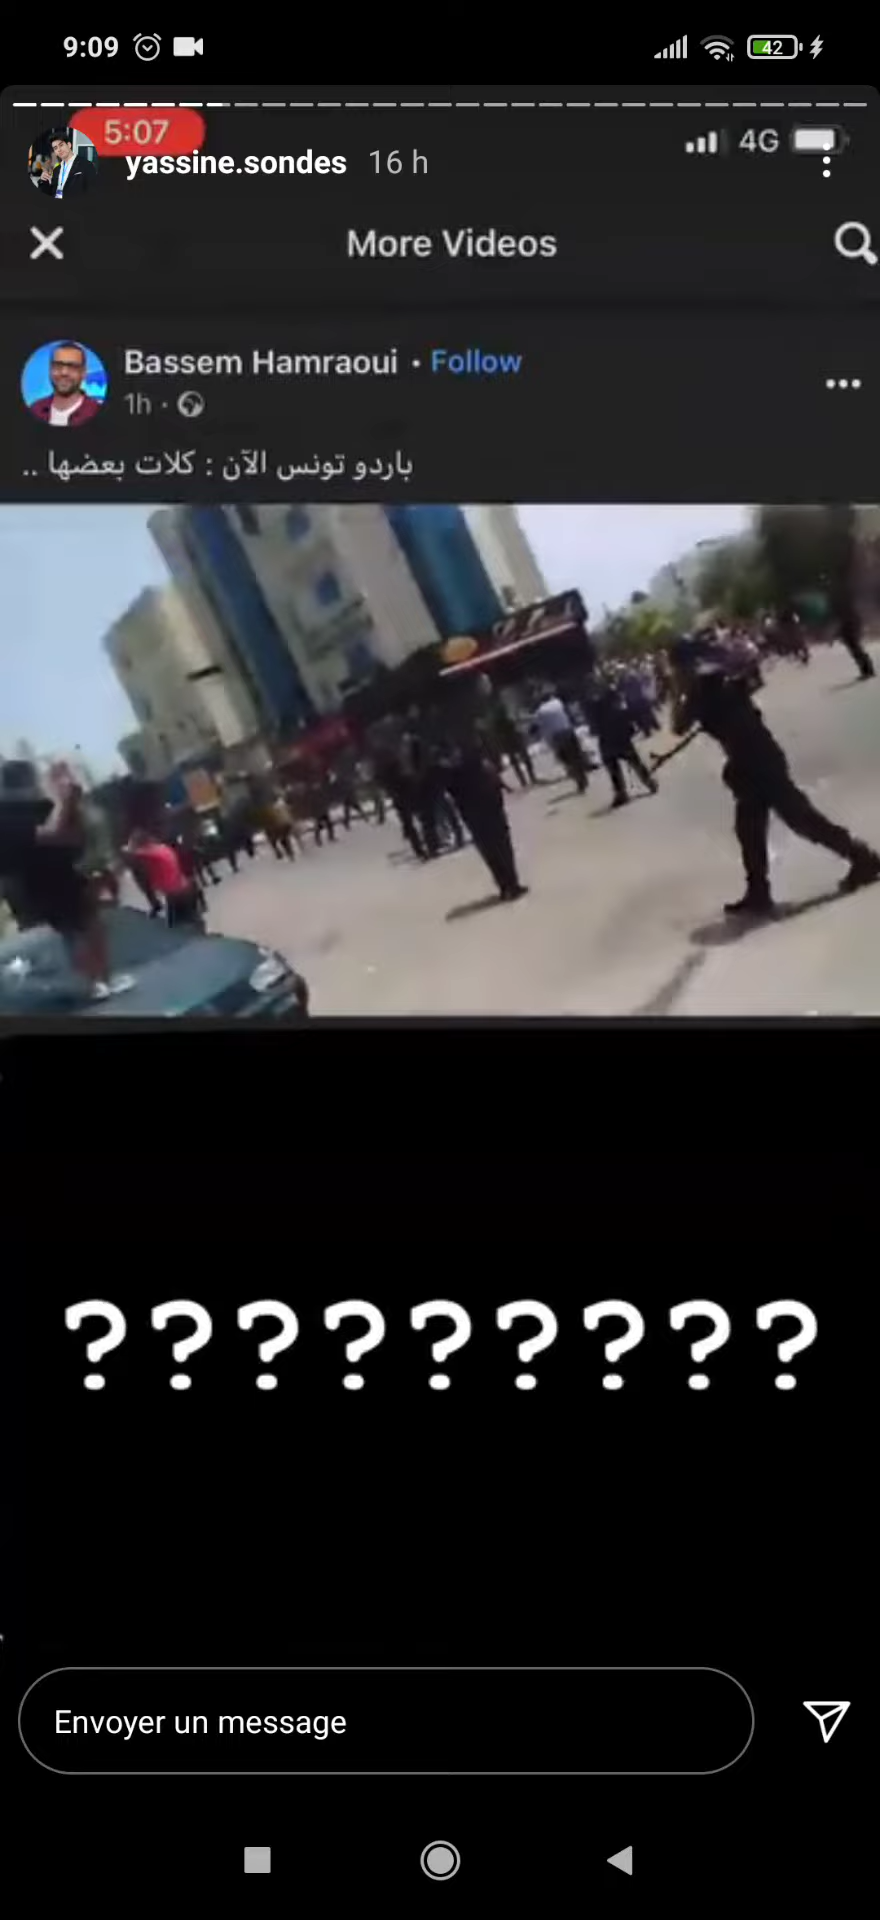 9:09
42
5:07
4G
yassine.sondes 16 h
More Videos
Bassem Hamraoui • Follow
1h ·
باردو تونس الآن : كلات بعضها ..
?????????
Envoyer un message